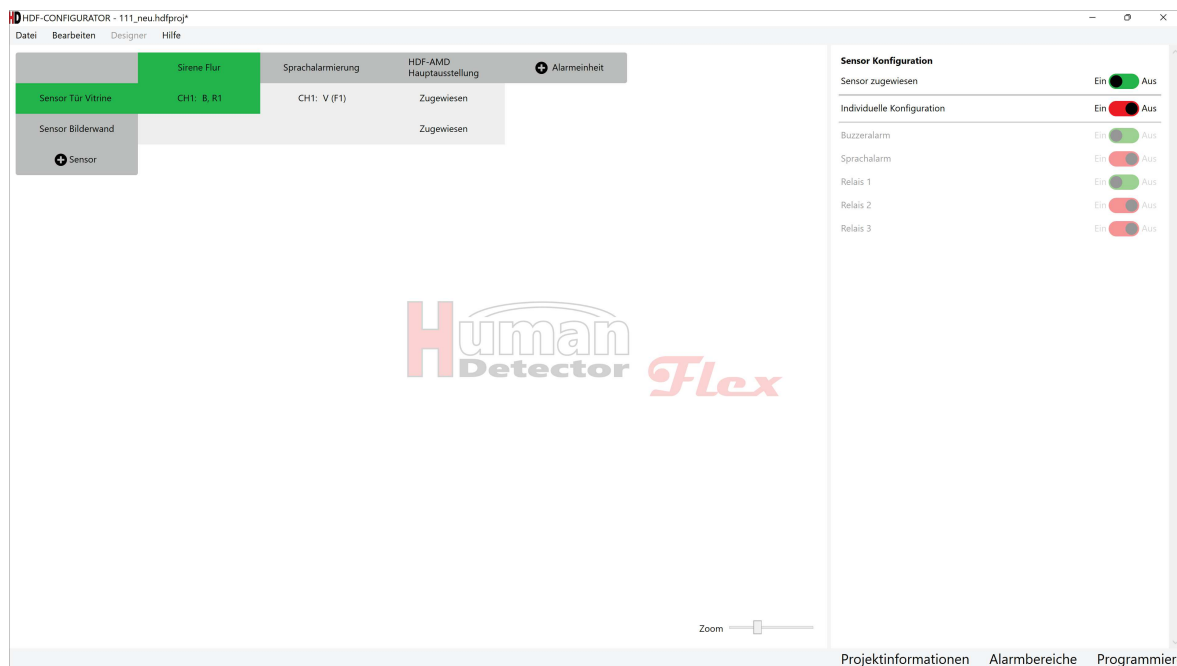 HD HDF-CONFIGURATOR - 111_neu.hdfproj*
Datei Bearbeiten Designer Hilfe
Sirene Flur Sprachalarmierung HDF-AMD Hauptausstellung Alarmeinheit
Sensor Tür Vitrine CH1: B, R1 CH1: V (F1) Zugewiesen
Sensor Bilderwand Zugewiesen
Sensor
Sensor Konfiguration
Sensor zugewiesen Ein Aus
Individuelle Konfiguration Ein Aus
Buzzeralarm Ein Aus
Sprachalarm Ein Aus
Relais 1 Ein Aus
Relais 2 Ein Aus
Relais 3 Ein Aus
Human
Detector Flex
Zoom
Projektinformationen Alarmbereiche Programmier